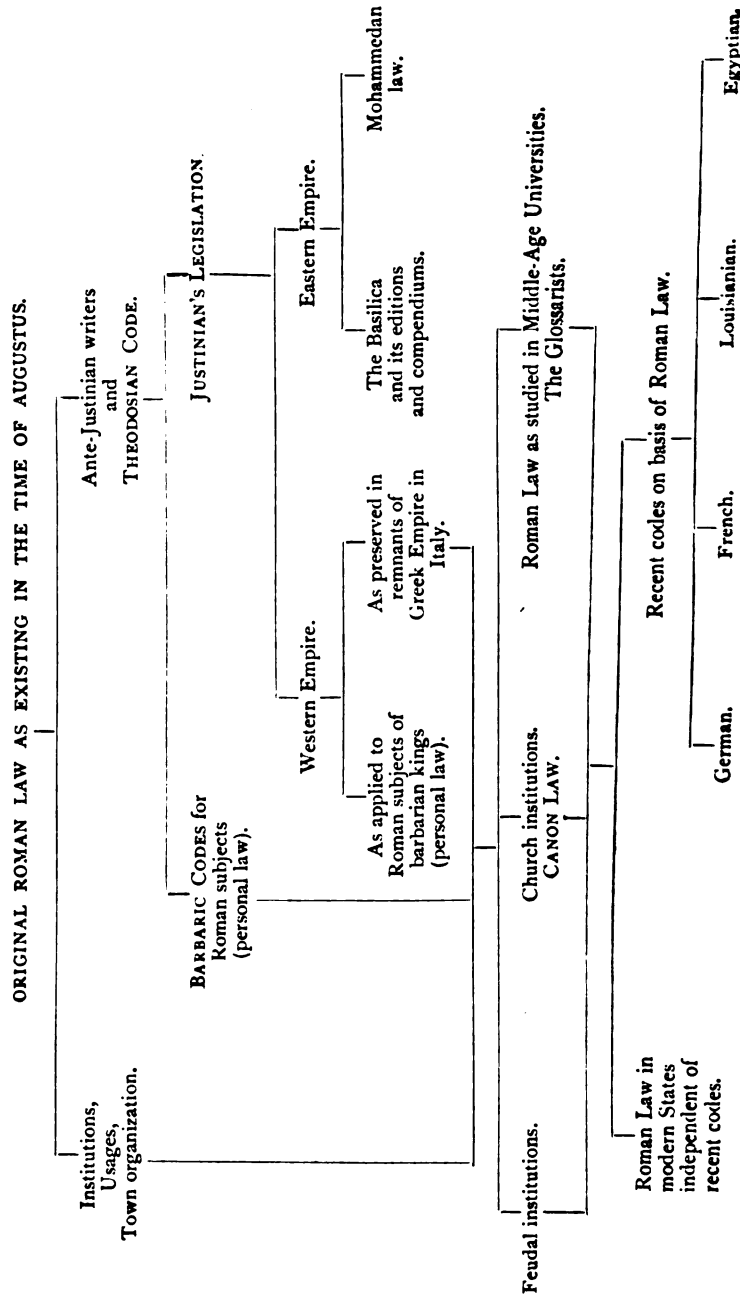 ORIGINAL ROMAN LAW AS EXISTING IN THE TIME OF AUGUSTUS.
Institutions,
Usages,
Town organization.
Ante-Justinian writers
and
THEODOSIAN CODE.
BARBARIC CODES for
Roman subjects
(personal law).
JUSTINIAN'S LEGISLATION.
Western Empire.
Eastern Empire.
As applied to
Roman subjects of
barbarian kings
(personal law).
As preserved in
remnants of
Greek Empire in
Italy.
The Basilica
and its editions
and compendiums.
Mohammedan
law.
Feudal institutions.
Church institutions.
CANON LAW.
Roman Law as studied in Middle-Age Universities.
The Glossarists.
Roman Law in
modern States
independent of
recent codes.
Recent codes on basis of Roman Law.
German.
French.
Louisianian.
Egyptian.